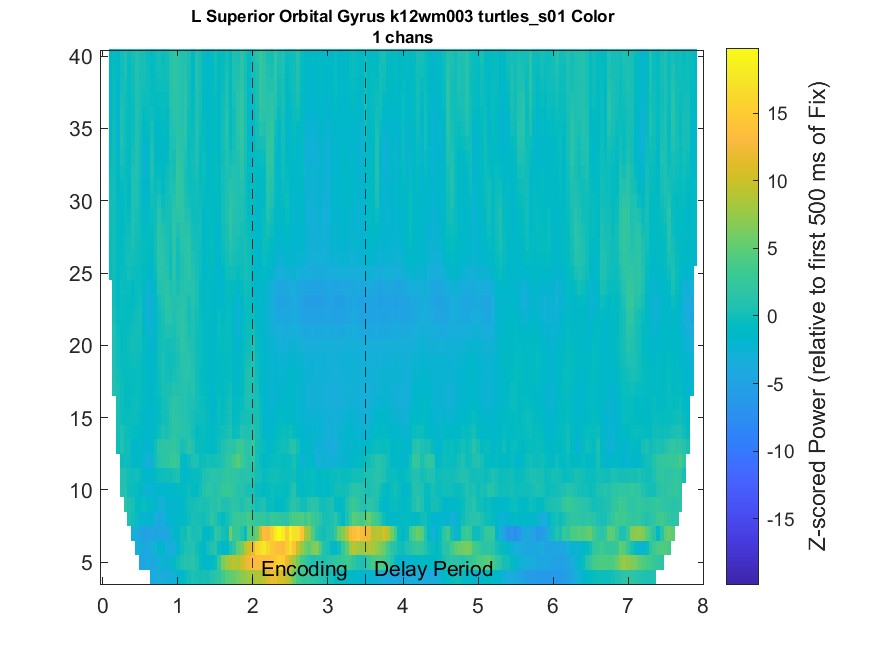 L Superior Orbital Gyrus k12wm003 turtles_s01 Color
1 chans
40
35
30
25
20
15
10
5
Encoding
Delay Period
0 1 2 3 4 5 6 7 8
15
10
5
0
-5
-10
-15
Z-scored Power (relative to first 500 ms of Fix)